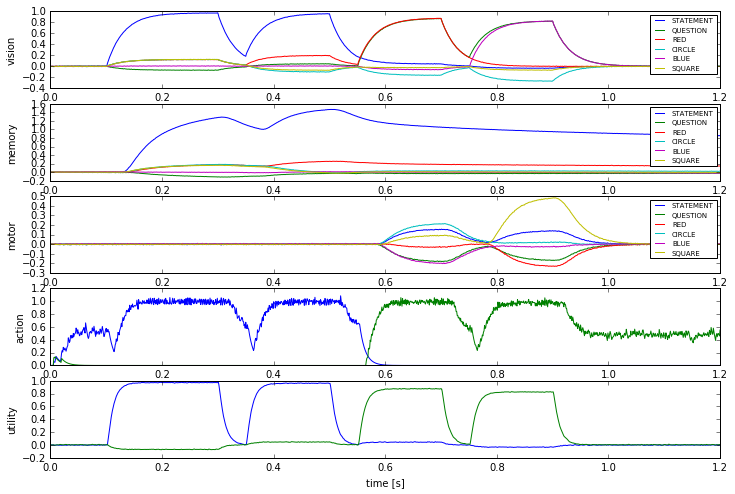 vision
1.0
0.8
0.6
0.4
0.2
0.0
−0.2
−0.4
STATEMENT
QUESTION
RED
CIRCLE
BLUE
SQUARE
0.0 0.2 0.4 0.6 0.8 1.0 1.2
memory
1.6
1.4
1.2
1.0
0.8
0.6
0.4
0.2
0.0
−0.2
STATEMENT
QUESTION
RED
CIRCLE
BLUE
SQUARE
0.0 0.2 0.4 0.6 0.8 1.0 1.2
motor
0.5
0.4
0.3
0.2
0.1
0.0
−0.1
−0.2
−0.3
STATEMENT
QUESTION
RED
CIRCLE
BLUE
SQUARE
0.0 0.2 0.4 0.6 0.8 1.0 1.2
action
1.2
1.0
0.8
0.6
0.4
0.2
0.0
0.0 0.2 0.4 0.6 0.8 1.0 1.2
utility
1.0
0.8
0.6
0.4
0.2
0.0
−0.2
0.0 0.2 0.4 0.6 0.8 1.0 1.2
time [s]